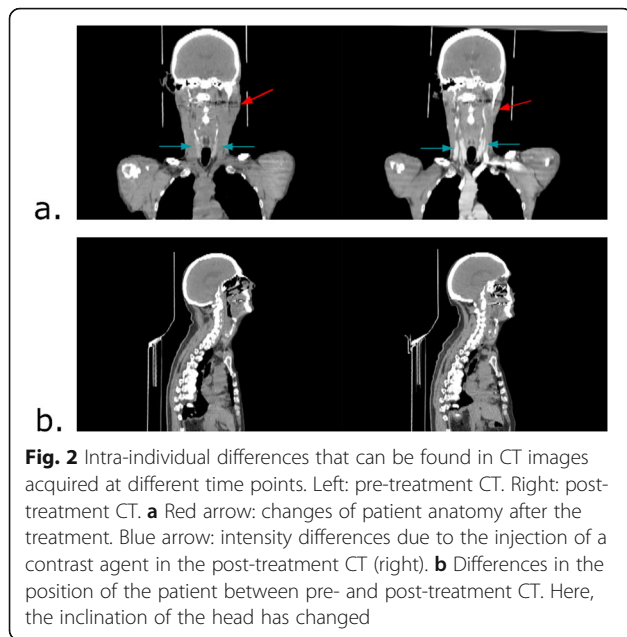 a.
b.
Fig. 2 Intra-individual differences that can be found in CT images
acquired at different time points. Left: pre-treatment CT. Right: post-
treatment CT. a Red arrow: changes of patient anatomy after the
treatment. Blue arrow: intensity differences due to the injection of a
contrast agent in the post-treatment CT (right). b Differences in the
position of the patient between pre- and post-treatment CT. Here,
the inclination of the head has changed